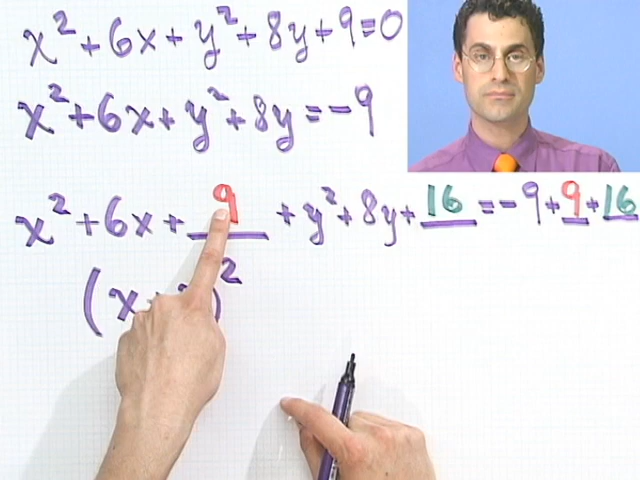 x² + 6x + y² + 8y + 9 = 0
x² + 6x + y² + 8y = -9
x² + 6x + 9 + y² + 8y + 16 = -9 + 9 + 16
(x + )²